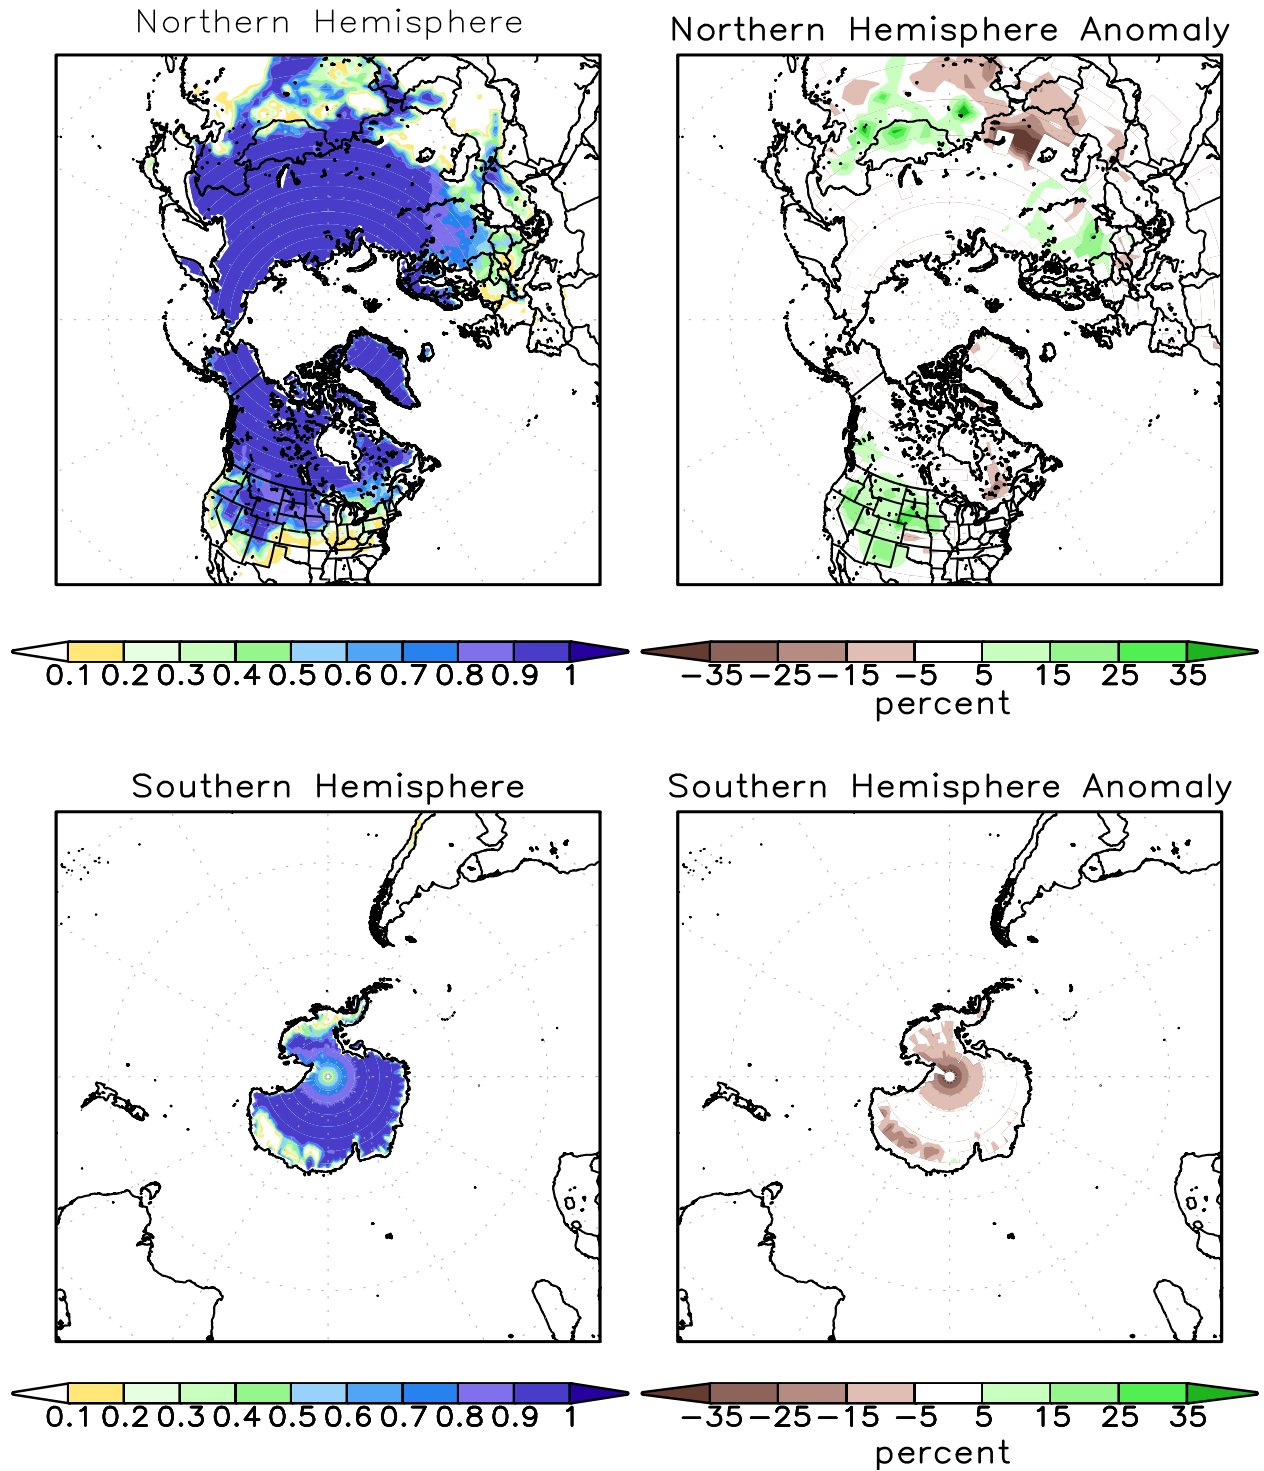 Northern Hemisphere
Northern Hemisphere Anomaly
0.1 0.2 0.3 0.4 0.5 0.6 0.7 0.8 0.9 1
-35 -25 -15 -5 5 15 25 35
percent
Southern Hemisphere
Southern Hemisphere Anomaly
0.1 0.2 0.3 0.4 0.5 0.6 0.7 0.8 0.9 1
-35 -25 -15 -5 5 15 25 35
percent